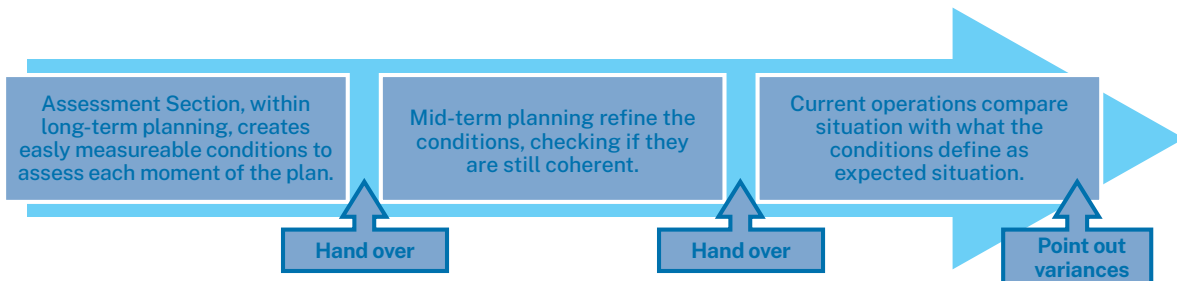 Assessment Section, within
long-term planning, creates
easly measureable conditions to
assess each moment of the plan.
Mid-term planning refine the
conditions, checking if they
are still coherent.
Current operations compare
situation with what the
conditions define as
expected situation.
Hand over
Hand over
Point out
variances